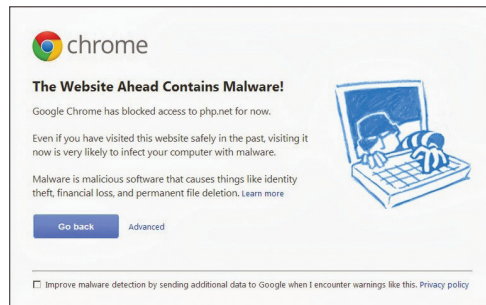 chrome
The Website Ahead Contains Malware!
Google Chrome has blocked access to php.net for now.
Even if you have visited this website safely in the past, visiting it
now is very likely to infect your computer with malware.
Malware is malicious software that causes things like identity
theft, financial loss, and permanent file deletion. Learn more
Go back Advanced
Improve malware detection by sending additional data to Google when I encounter warnings like this. Privacy policy